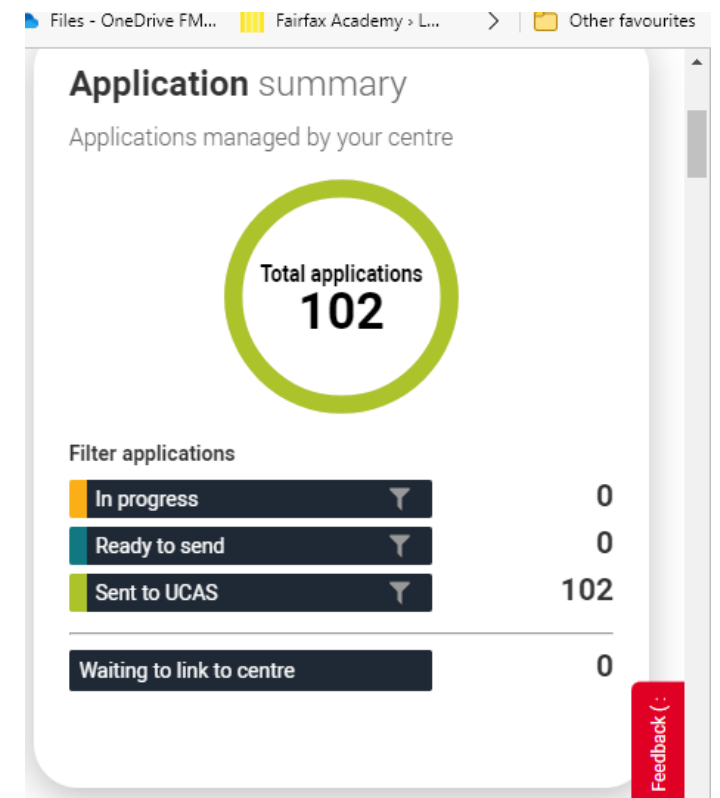 Files - OneDrive FM... Fairfax Academy › L... Other favourites
Application summary
Applications managed by your centre
Total applications
102
Filter applications
In progress 0
Ready to send 0
Sent to UCAS 102
Waiting to link to centre 0
Feedback (: